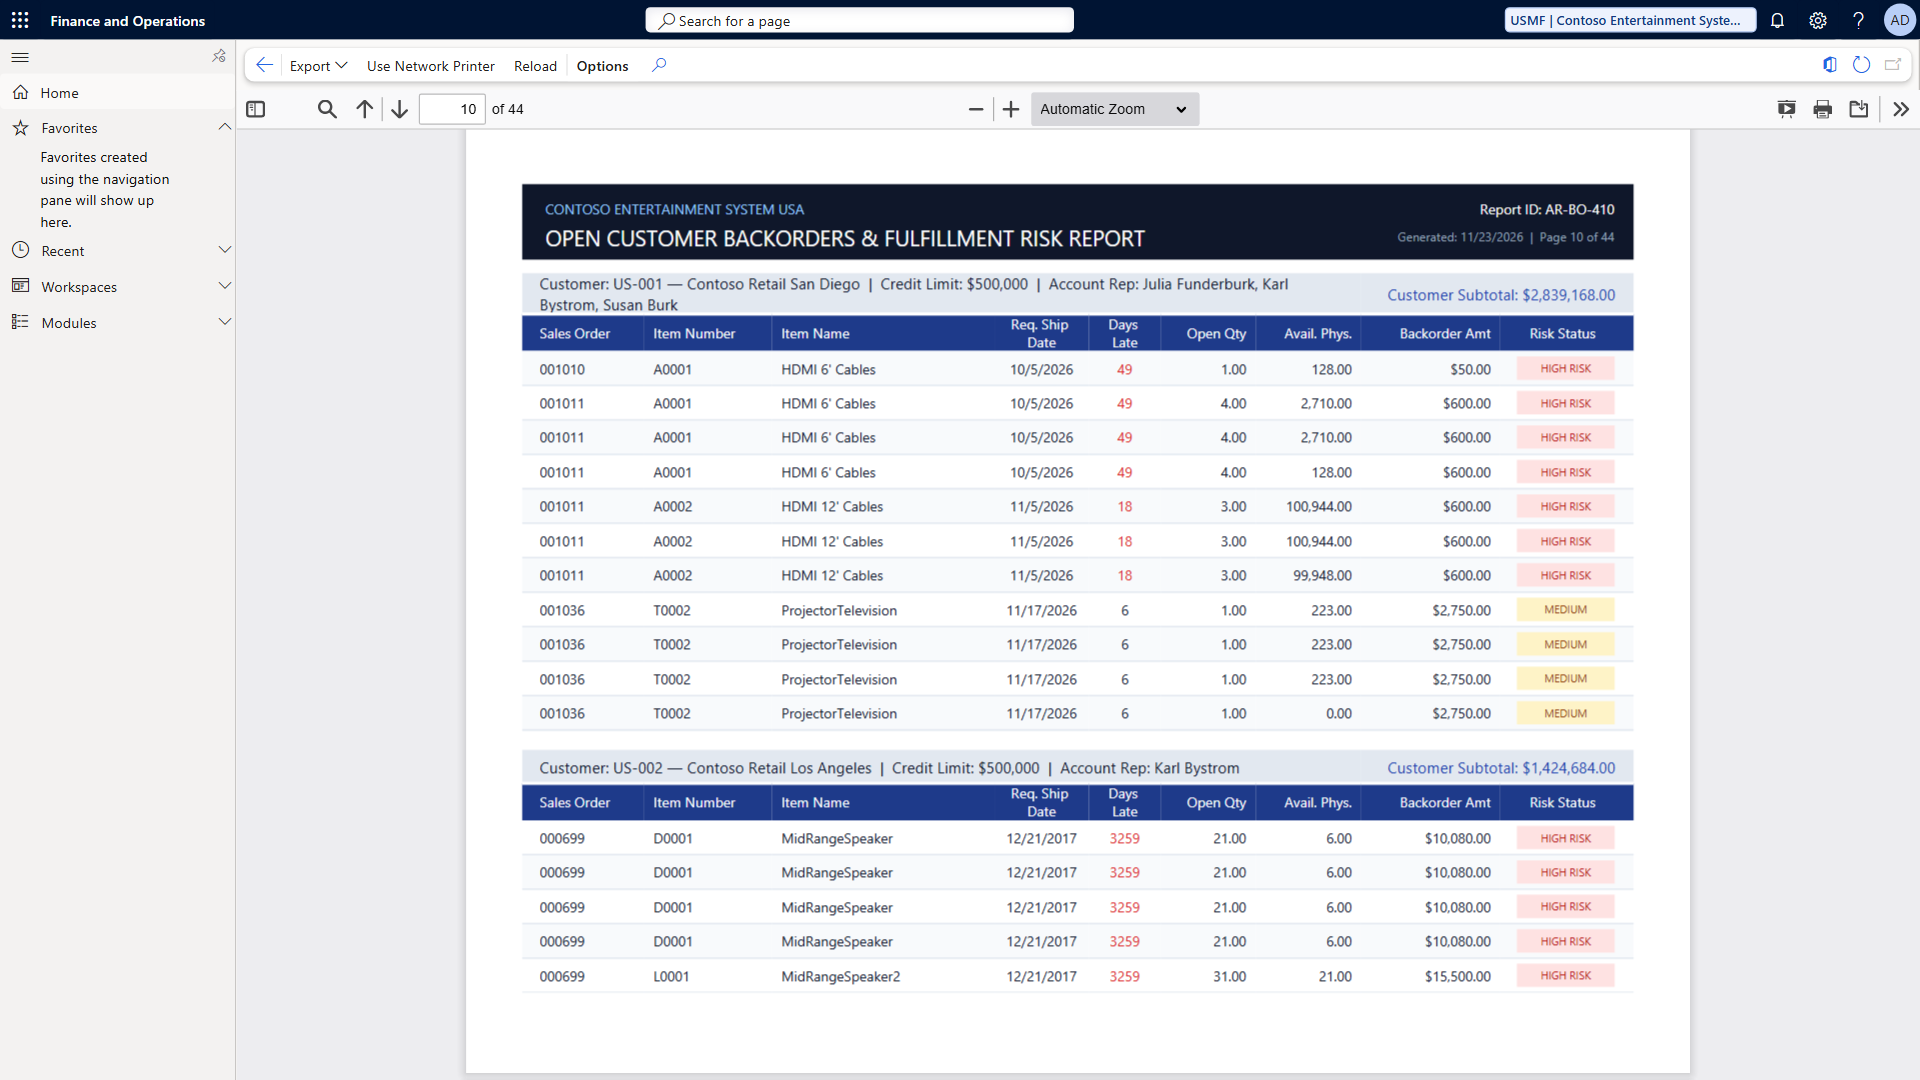 Finance and Operations
Search for a page
USMF | Contoso Entertainment Syste...
AD
Export
Use Network Printer
Reload
Options
Home
Favorites
Favorites created
using the navigation
pane will show up
here.
Recent
Workspaces
Modules
10 of 44
Automatic Zoom
CONTOSO ENTERTAINMENT SYSTEM USA
Report ID: AR-BO-410
OPEN CUSTOMER BACKORDERS & FULFILLMENT RISK REPORT
Generated: 11/23/2026 | Page 10 of 44
Customer: US-001 — Contoso Retail San Diego | Credit Limit: $500,000 | Account Rep: Julia Funderburk, Karl
Bystrom, Susan Burk
Customer Subtotal: $2,839,168.00
Sales Order Item Number Item Name Req. Ship Date Days Late Open Qty Avail. Phys. Backorder Amt Risk Status
001010 A0001 HDMI 6' Cables 10/5/2026 49 1.00 128.00 $50.00 HIGH RISK
001011 A0001 HDMI 6' Cables 10/5/2026 49 4.00 2,710.00 $600.00 HIGH RISK
001011 A0001 HDMI 6' Cables 10/5/2026 49 4.00 2,710.00 $600.00 HIGH RISK
001011 A0001 HDMI 6' Cables 10/5/2026 49 4.00 128.00 $600.00 HIGH RISK
001011 A0002 HDMI 12' Cables 11/5/2026 18 3.00 100,944.00 $600.00 HIGH RISK
001011 A0002 HDMI 12' Cables 11/5/2026 18 3.00 100,944.00 $600.00 HIGH RISK
001011 A0002 HDMI 12' Cables 11/5/2026 18 3.00 99,948.00 $600.00 HIGH RISK
001036 T0002 ProjectorTelevision 11/17/2026 6 1.00 223.00 $2,750.00 MEDIUM
001036 T0002 ProjectorTelevision 11/17/2026 6 1.00 223.00 $2,750.00 MEDIUM
001036 T0002 ProjectorTelevision 11/17/2026 6 1.00 223.00 $2,750.00 MEDIUM
001036 T0002 ProjectorTelevision 11/17/2026 6 1.00 0.00 $2,750.00 MEDIUM
Customer: US-002 — Contoso Retail Los Angeles | Credit Limit: $500,000 | Account Rep: Karl Bystrom
Customer Subtotal: $1,424,684.00
Sales Order Item Number Item Name Req. Ship Date Days Late Open Qty Avail. Phys. Backorder Amt Risk Status
000699 D0001 MidRangeSpeaker 12/21/2017 3259 21.00 6.00 $10,080.00 HIGH RISK
000699 D0001 MidRangeSpeaker 12/21/2017 3259 21.00 6.00 $10,080.00 HIGH RISK
000699 D0001 MidRangeSpeaker 12/21/2017 3259 21.00 6.00 $10,080.00 HIGH RISK
000699 D0001 MidRangeSpeaker 12/21/2017 3259 21.00 6.00 $10,080.00 HIGH RISK
000699 L0001 MidRangeSpeaker2 12/21/2017 3259 31.00 21.00 $15,500.00 HIGH RISK